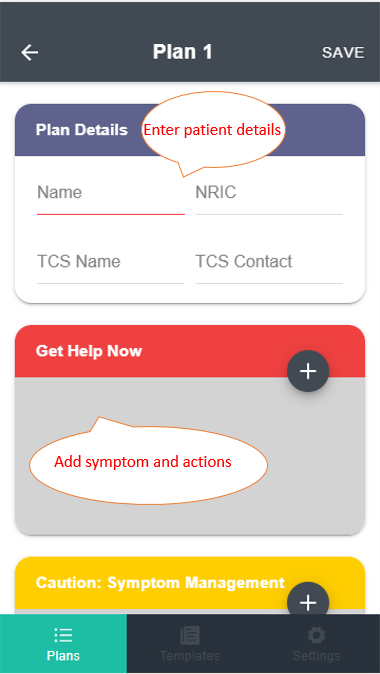 Plan 1
SAVE
Plan Details
Enter patient details
Name
NRIC
TCS Name
TCS Contact
Get Help Now
Add symptom and actions
Caution: Symptom Management
Plans
Templates
Settings